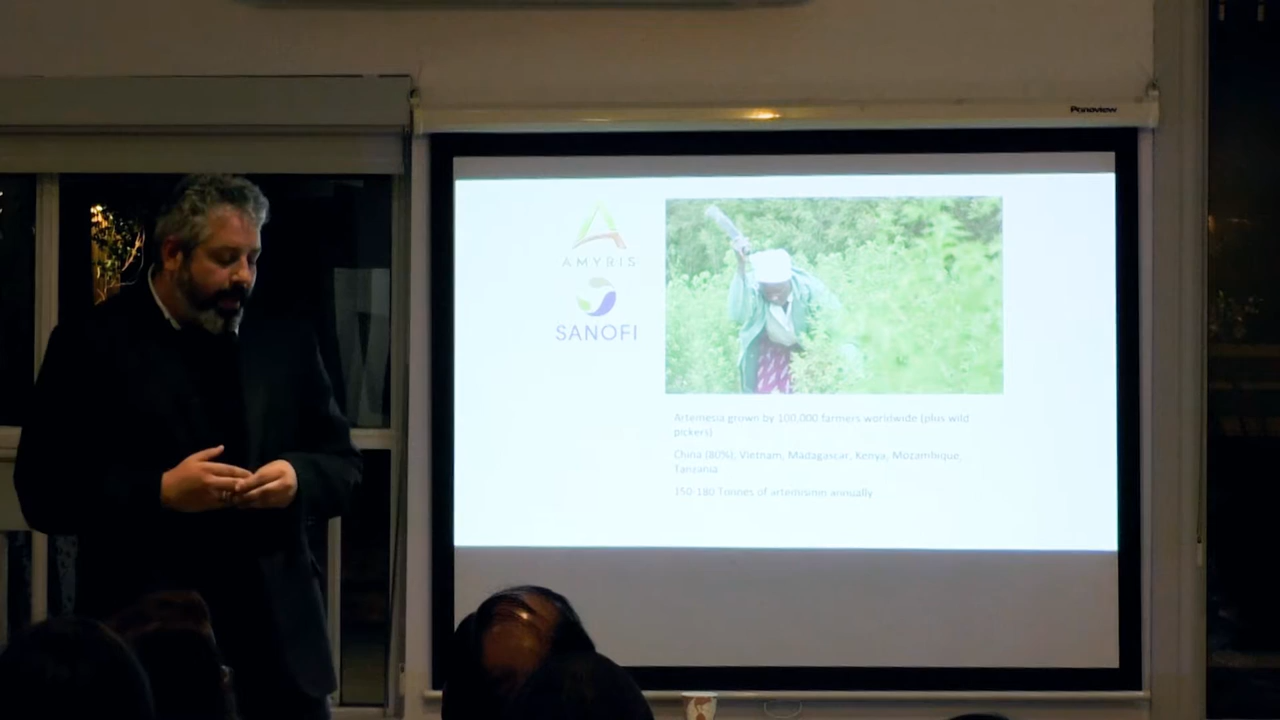 Panaview
AMYRIS
SANOFI
Artemesia grown by 100,000 farmers worldwide (plus wild
pickers)
China (80%), Vietnam, Madagascar, Kenya, Mozambique,
Tanzania
150-180 Tonnes of artemisinin annually